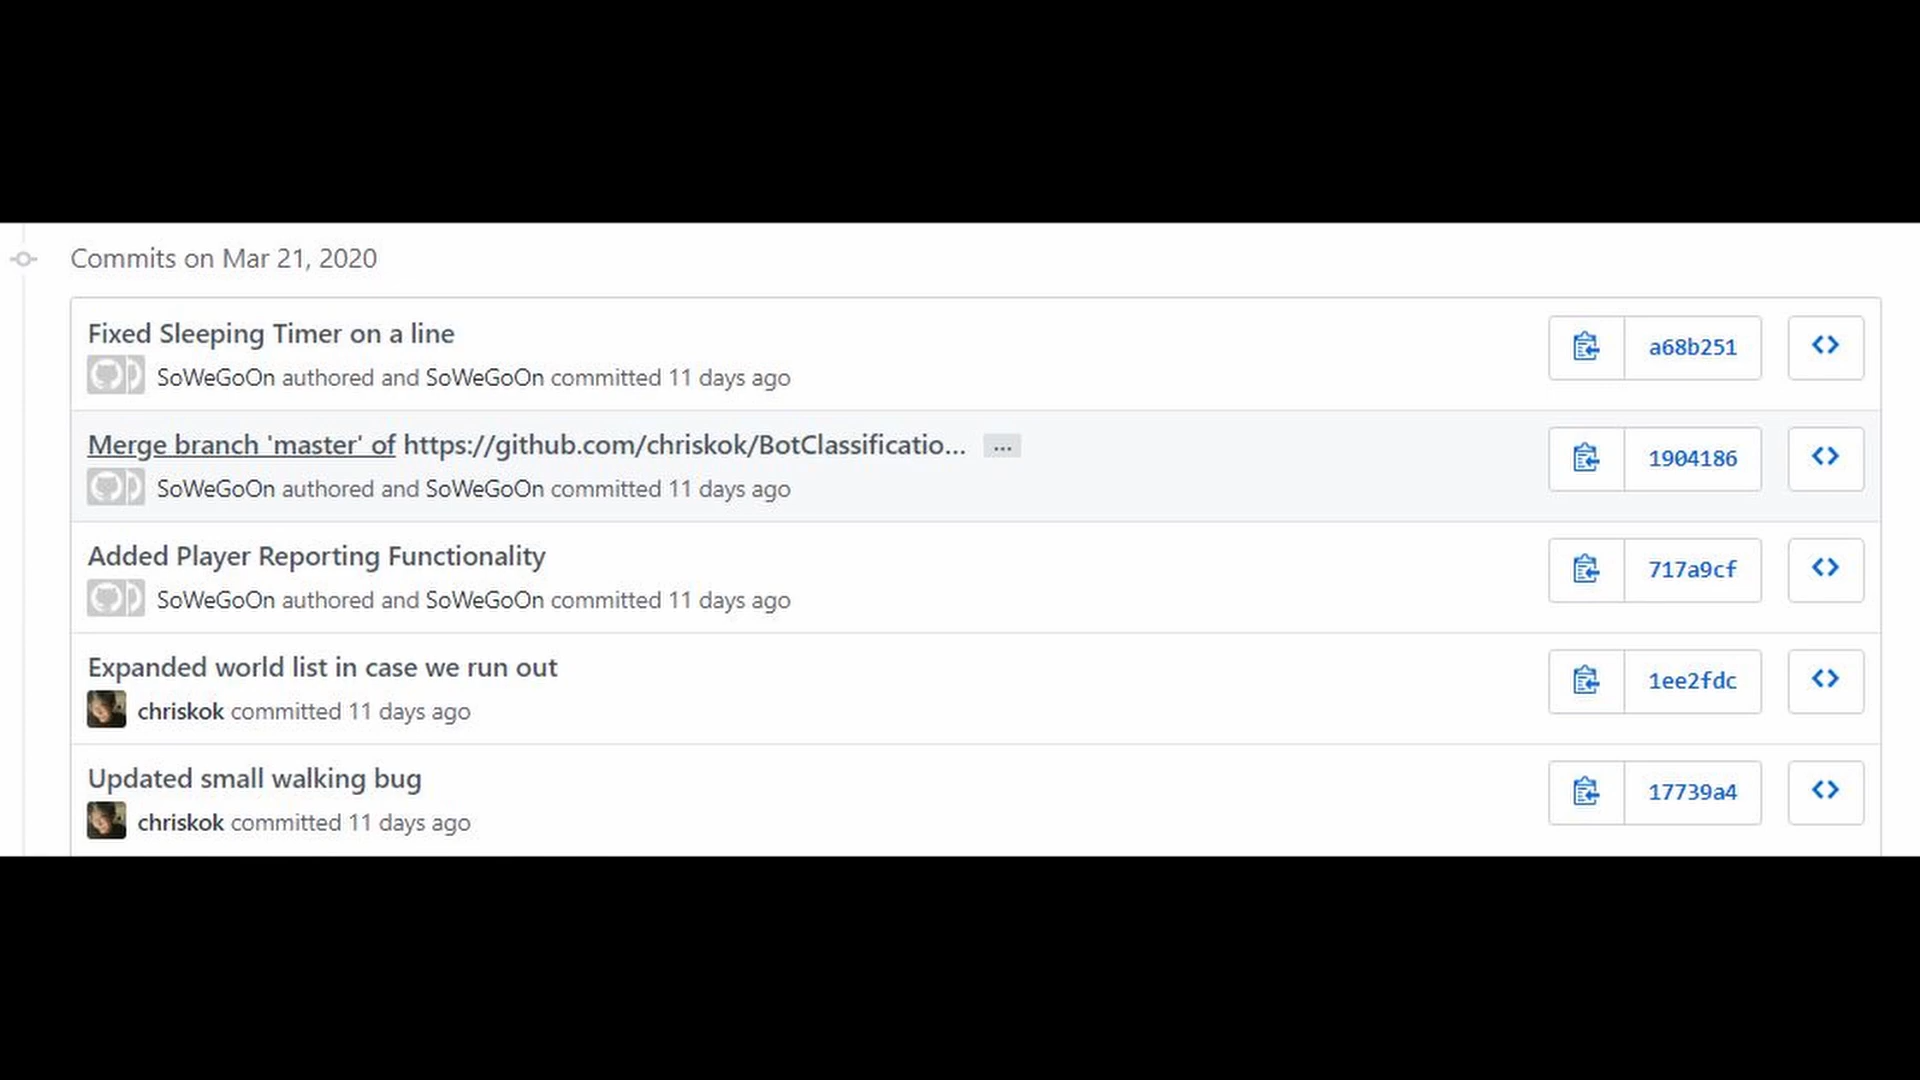 Commits on Mar 21, 2020
Fixed Sleeping Timer on a line
SoWeGoOn authored and SoWeGoOn committed 11 days ago
a68b251
Merge branch 'master' of https://github.com/chriskok/BotClassificatio... ...
SoWeGoOn authored and SoWeGoOn committed 11 days ago
1904186
Added Player Reporting Functionality
SoWeGoOn authored and SoWeGoOn committed 11 days ago
717a9cf
Expanded world list in case we run out
chriskok committed 11 days ago
1ee2fdc
Updated small walking bug
chriskok committed 11 days ago
17739a4